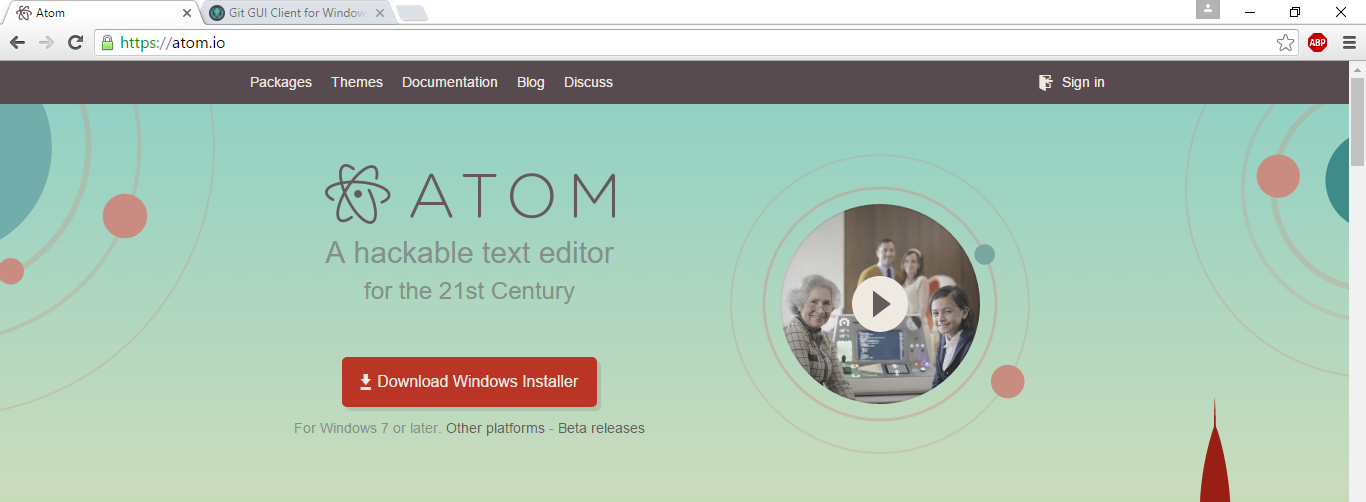 Atom
Git GUI Client for Window
https://atom.io
ABP
Packages Themes Documentation Blog Discuss Sign in
ATOM
A hackable text editor
for the 21st Century
Download Windows Installer
For Windows 7 or later. Other platforms - Beta releases